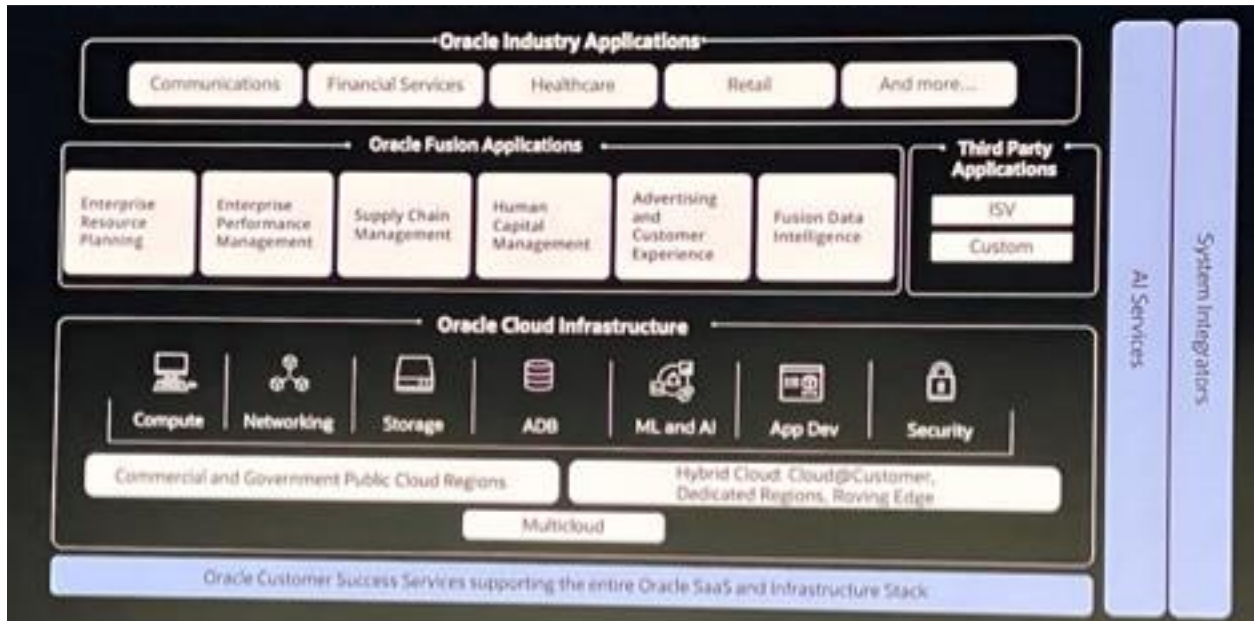 Oracle Industry Applications
Communications
Financial Services
Healthcare
Retail
And more...
Oracle Fusion Applications
Enterprise
Resource
Planning
Enterprise
Performance
Management
Supply Chain
Management
Human
Capital
Management
Advertising
and
Customer
Experience
Fusion Data
Intelligence
Third Party
Applications
ISV
Custom
Oracle Cloud Infrastructure
Compute
Networking
Storage
ADB
ML and AI
App Dev
Security
Commercial and Government Public Cloud Regions
Hybrid Cloud: Cloud@Customer,
Dedicated Regions, Roving Edge
Multicloud
Oracle Customer Success Services supporting the entire Oracle SaaS and Infrastructure Stack
AI Services
System Integrators